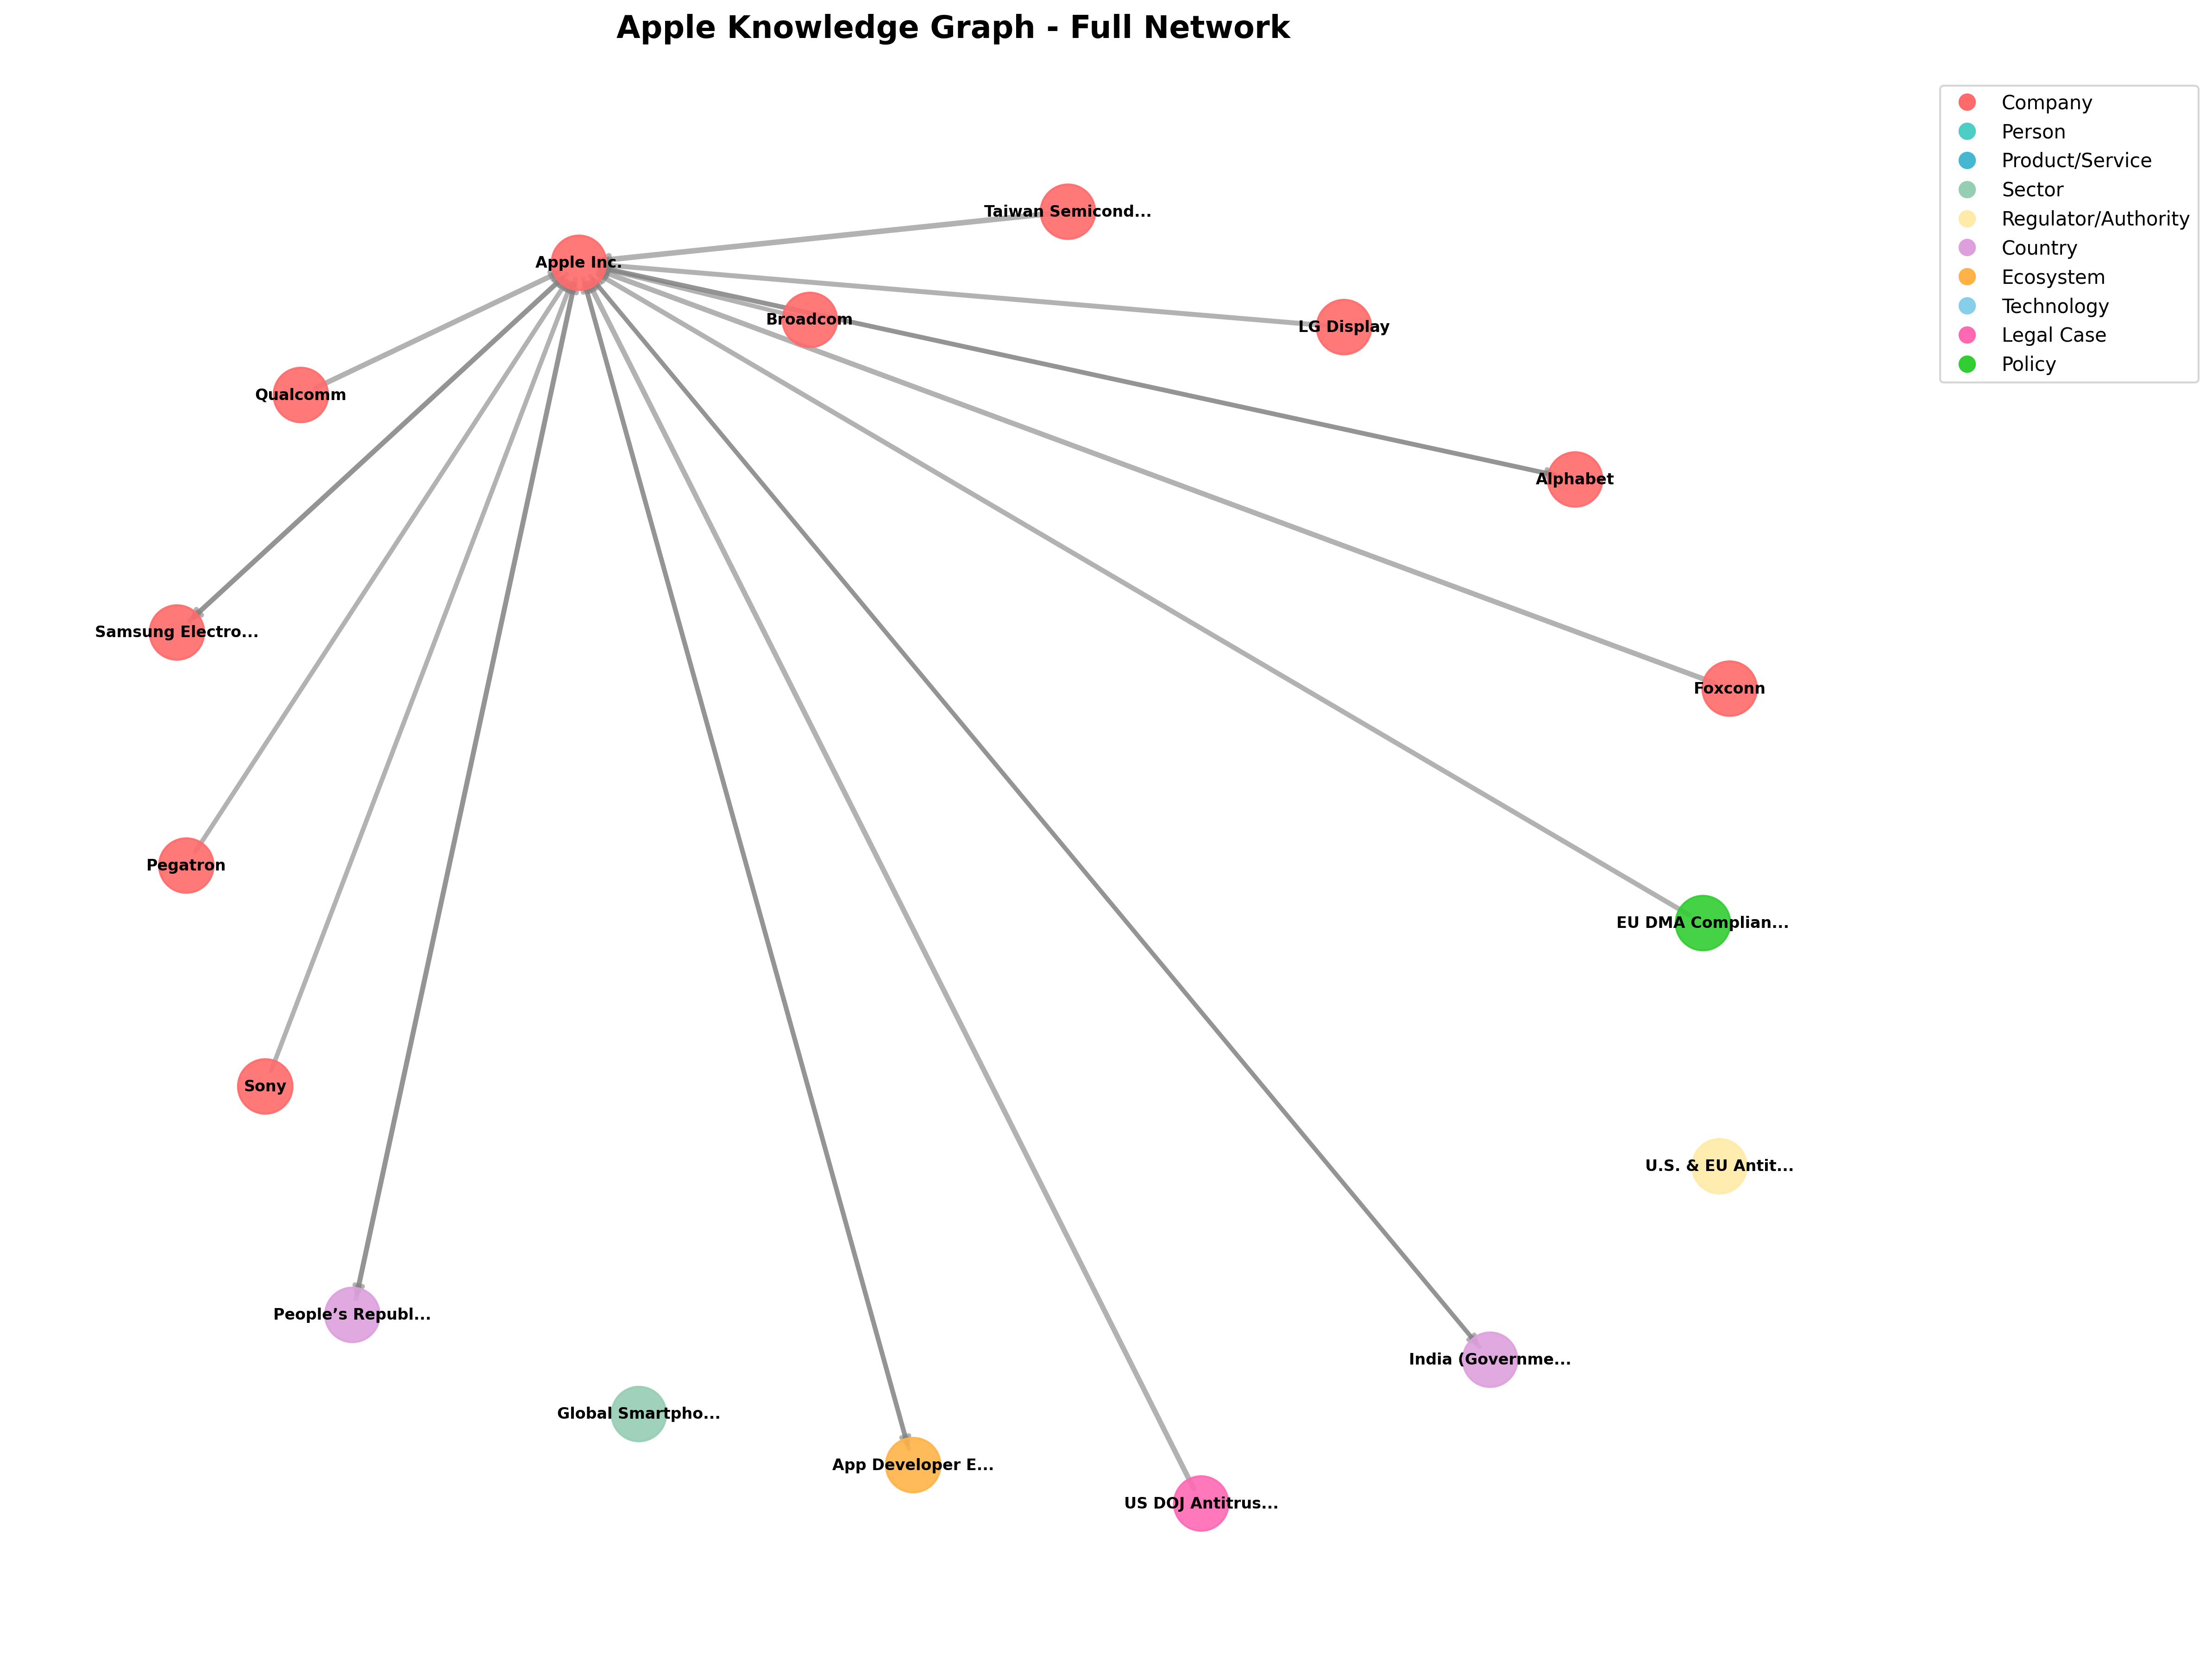 Apple Knowledge Graph - Full Network
Company
Person
Product/Service
Sector
Regulator/Authority
Country
Ecosystem
Technology
Legal Case
Policy
Taiwan Semicond...
Apple Inc.
Broadcom
LG Display
Qualcomm
Alphabet
Samsung Electro...
Foxconn
Pegatron
EU DMA Complian...
Sony
U.S. & EU Antit...
People’s Republ...
India (Governme...
Global Smartpho...
App Developer E...
US DOJ Antitrus...